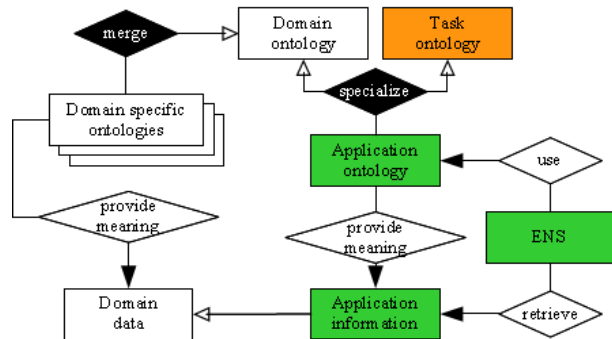 merge
Domain
ontology
Task
ontology
specialize
Domain specific
ontologies
Application
ontology
use
provide
meaning
provide
meaning
ENS
Domain
data
Application
information
retrieve